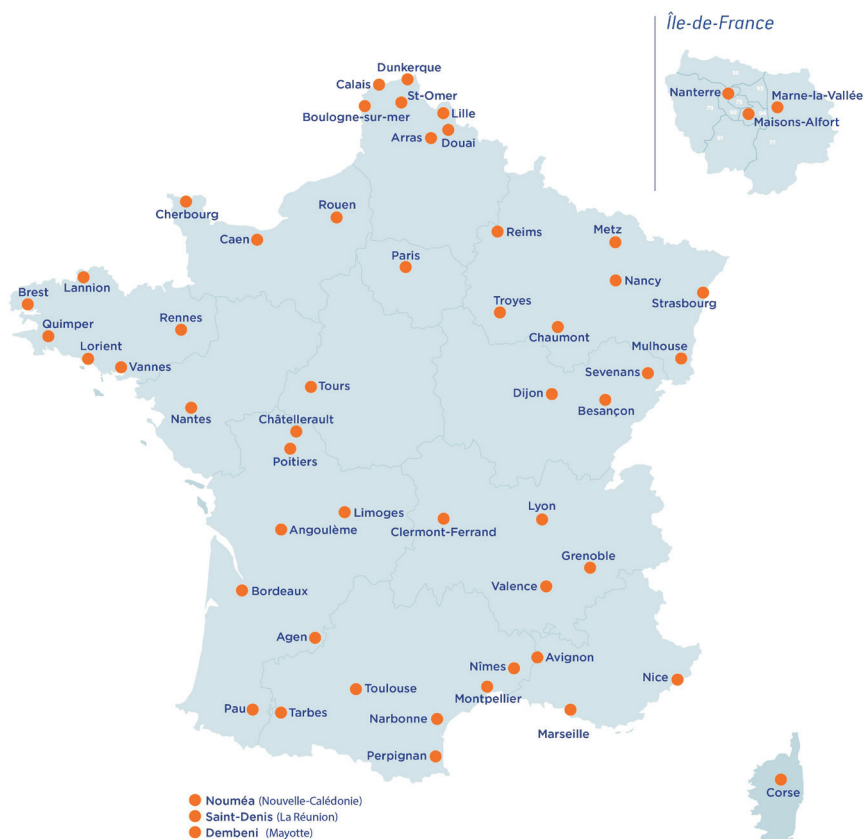 Île-de-France
Dunkerque
Calais
St-Omer
Nanterre
Marne-la-Vallée
Boulogne-sur-mer
Lille
Maisons-Alfort
Arras
Douai
Cherbourg
Rouen
Caen
Reims
Metz
Paris
Nancy
Lannion
Brest
Strasbourg
Troyes
Quimper
Rennes
Chaumont
Lorient
Mulhouse
Vannes
Sevenans
Tours
Dijon
Besançon
Nantes
Châtellerault
Poitiers
Limoges
Lyon
Angoulème
Clermont-Ferrand
Grenoble
Valence
Bordeaux
Agen
Avignon
Nîmes
Nice
Toulouse
Montpellier
Pau
Tarbes
Narbonne
Marseille
Perpignan
Corse
Nouméa (Nouvelle-Calédonie)
Saint-Denis (La Réunion)
Dembeni (Mayotte)